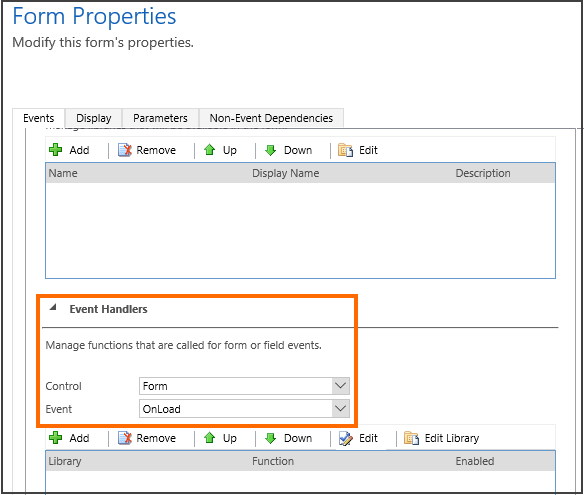 Form Properties
Modify this form's properties.
Events Display Parameters Non-Event Dependencies
Add Remove Up Down Edit
Name Display Name Description
Event Handlers
Manage functions that are called for form or field events.
Control Form
Event OnLoad
Add Remove Up Down Edit Edit Library
Library Function Enabled